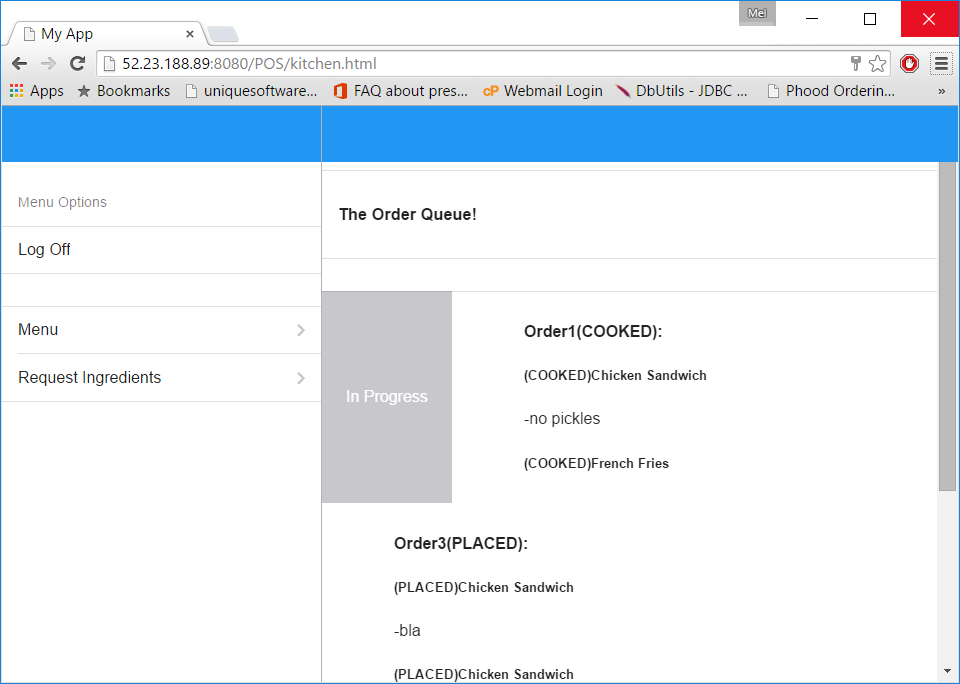 Mel
My App
52.23.188.89:8080/POS/kitchen.html
Apps Bookmarks uniquesoftware... FAQ about pres... cP Webmail Login DbUtils - JDBC ... Phood Orderin... »
Menu Options
Log Off
Menu
Request Ingredients
The Order Queue!
In Progress
Order1(COOKED):
(COOKED)Chicken Sandwich
-no pickles
(COOKED)French Fries
Order3(PLACED):
(PLACED)Chicken Sandwich
-bla
(PLACED)Chicken Sandwich